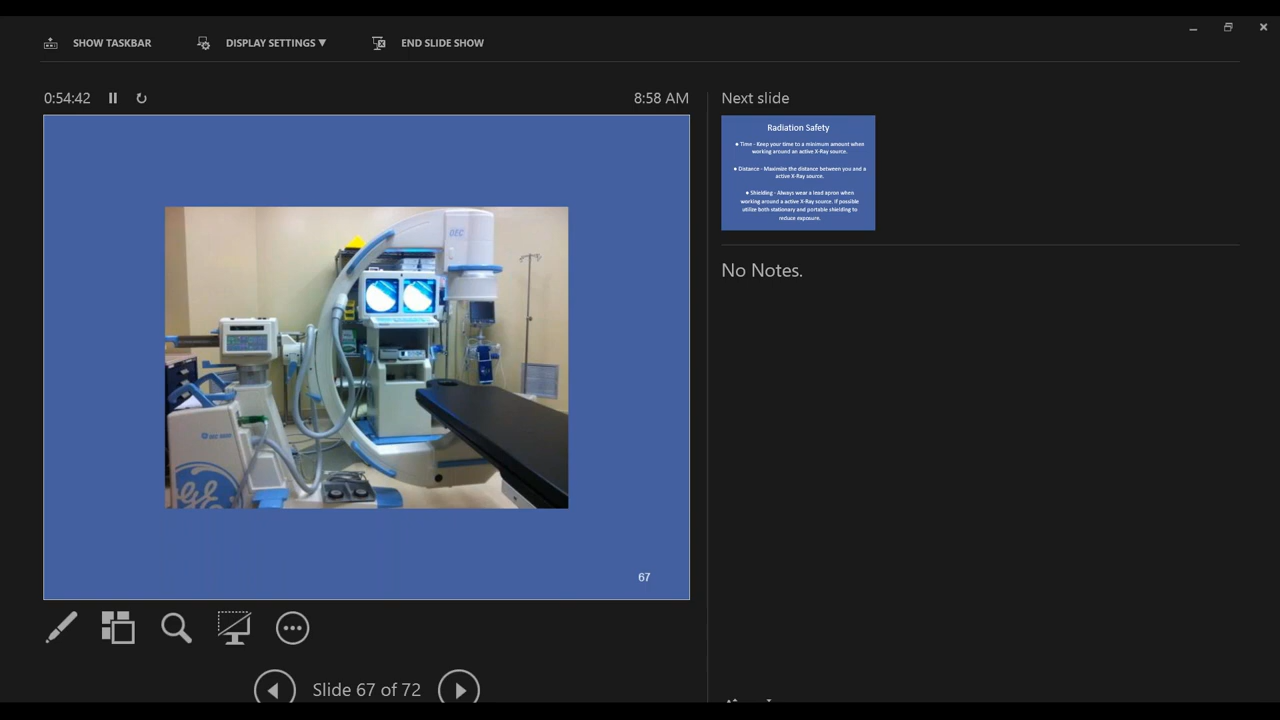 SHOW TASKBAR
DISPLAY SETTINGS ▼
END SLIDE SHOW
0:54:42
8:58 AM
Next slide
Radiation Safety
● Time - Keep your time to a minimum amount when
working around an active X-Ray source.
● Distance - Maximize the distance between you and a
active X-Ray source.
● Shielding - Always wear a lead apron when
working around a active X-Ray source. If possible
utilize both stationary and portable shielding to
reduce exposure.
No Notes.
OEC
GE
67
Slide 67 of 72